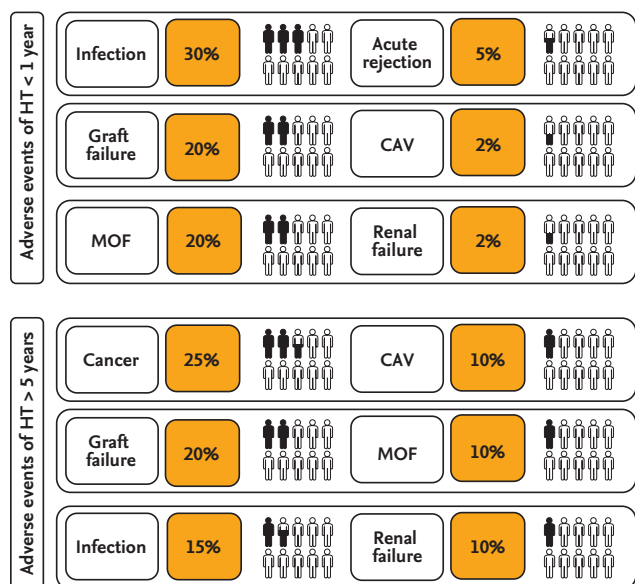 Adverse events of HT < 1 year
Infection
30%
Acute
rejection
5%
Graft
failure
20%
CAV
2%
MOF
20%
Renal
failure
2%
Adverse events of HT > 5 years
Cancer
25%
CAV
10%
Graft
failure
20%
MOF
10%
Infection
15%
Renal
failure
10%